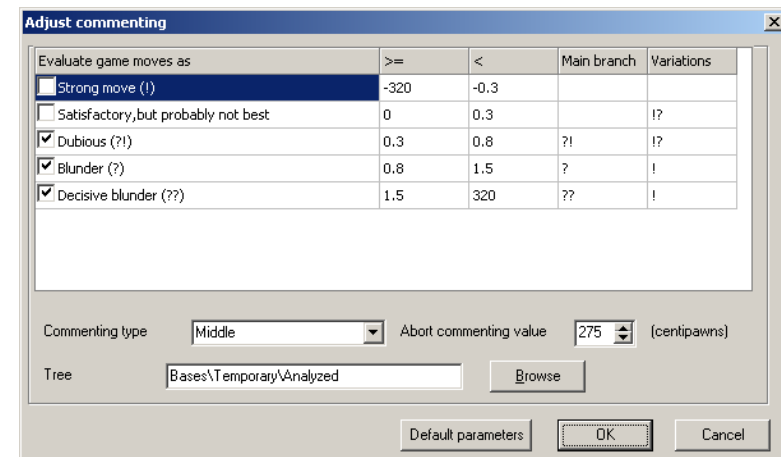 Adjust commenting
Evaluate game moves as >= < Main branch Variations
Strong move (!) -320 -0.3
Satisfactory,but probably not best 0 0.3 !?
Dubious (?!) 0.3 0.8 ?! !?
Blunder (?) 0.8 1.5 ? !
Decisive blunder (??) 1.5 320 ?? !
Commenting type Middle Abort commenting value 275 (centipawns)
Tree Bases\Temporary\Analyzed Browse
Default parameters OK Cancel